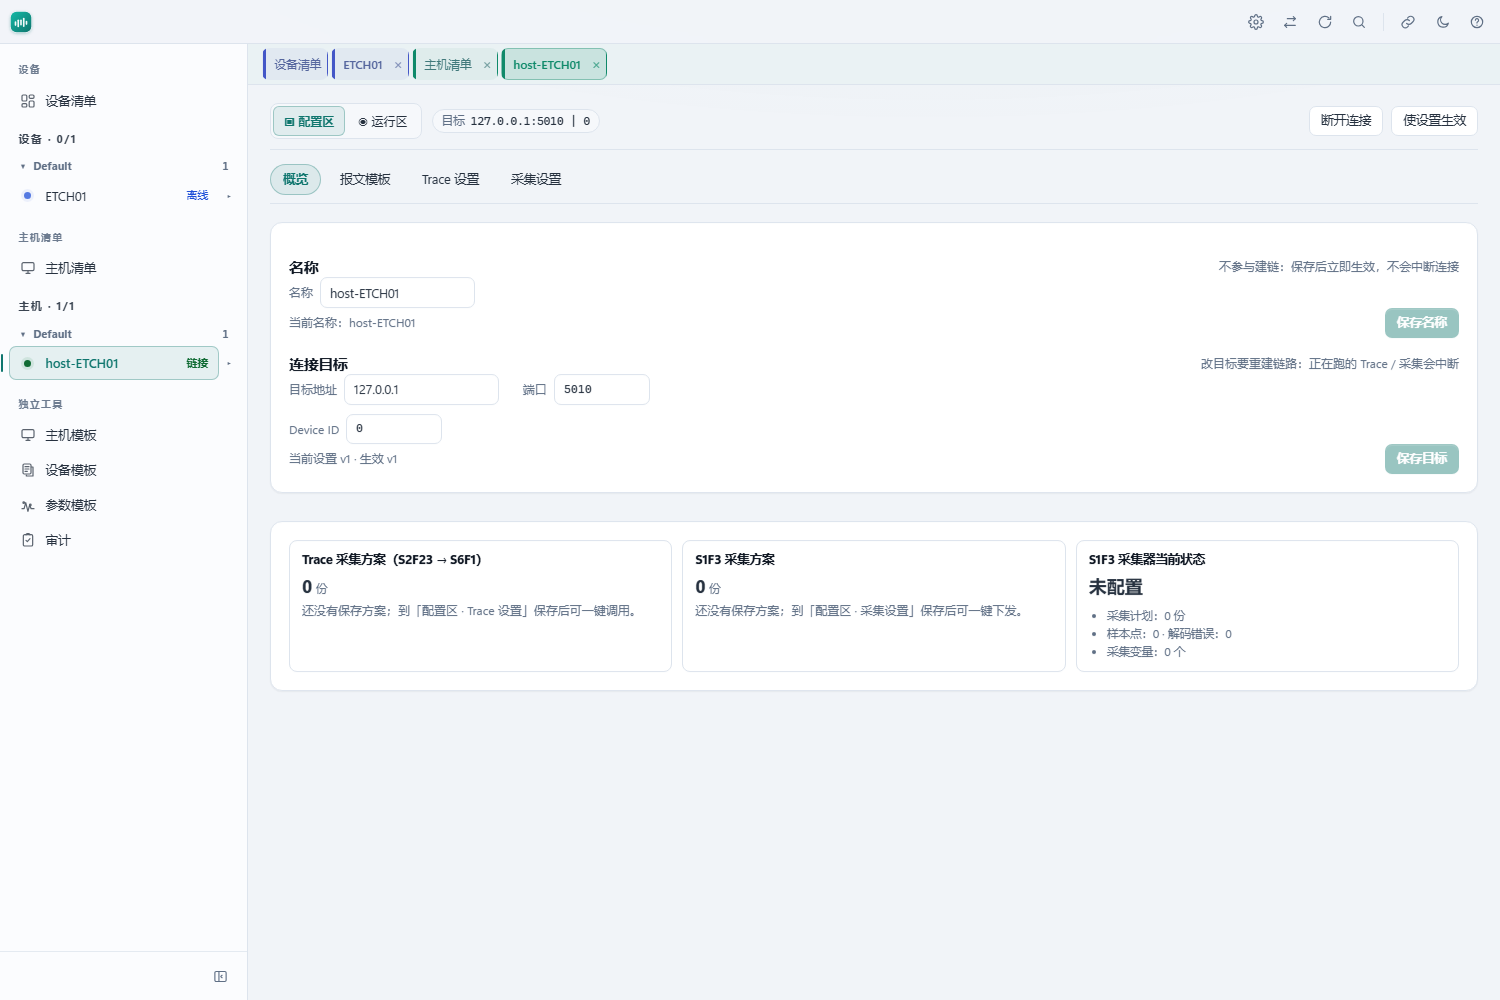 设备清单
ETCH01 ×
主机清单 ×
host-ETCH01 ×
设备
设备清单
设备 · 0/1
Default 1
ETCH01 离线
主机清单
主机清单
主机 · 1/1
Default 1
host-ETCH01 链接
独立工具
主机模板
设备模板
参数模板
审计
配置区 运行区 目标 127.0.0.1:5010 | 0
断开连接 使设置生效
概览 报文模板 Trace 设置 采集设置
名称 不参与建链：保存后立即生效，不会中断连接
名称 host-ETCH01
当前名称：host-ETCH01 保存名称
连接目标 改目标要重建链路：正在跑的 Trace / 采集会中断
目标地址 127.0.0.1 端口 5010
Device ID 0
当前设置 v1 · 生效 v1 保存目标
Trace 采集方案（S2F23 → S6F1）
0 份
还没有保存方案；到「配置区 · Trace 设置」保存后可一键调用。
S1F3 采集方案
0 份
还没有保存方案；到「配置区 · 采集设置」保存后可一键下发。
S1F3 采集器当前状态
未配置
采集计划：0 份
样本点：0 · 解码错误：0
采集变量：0 个